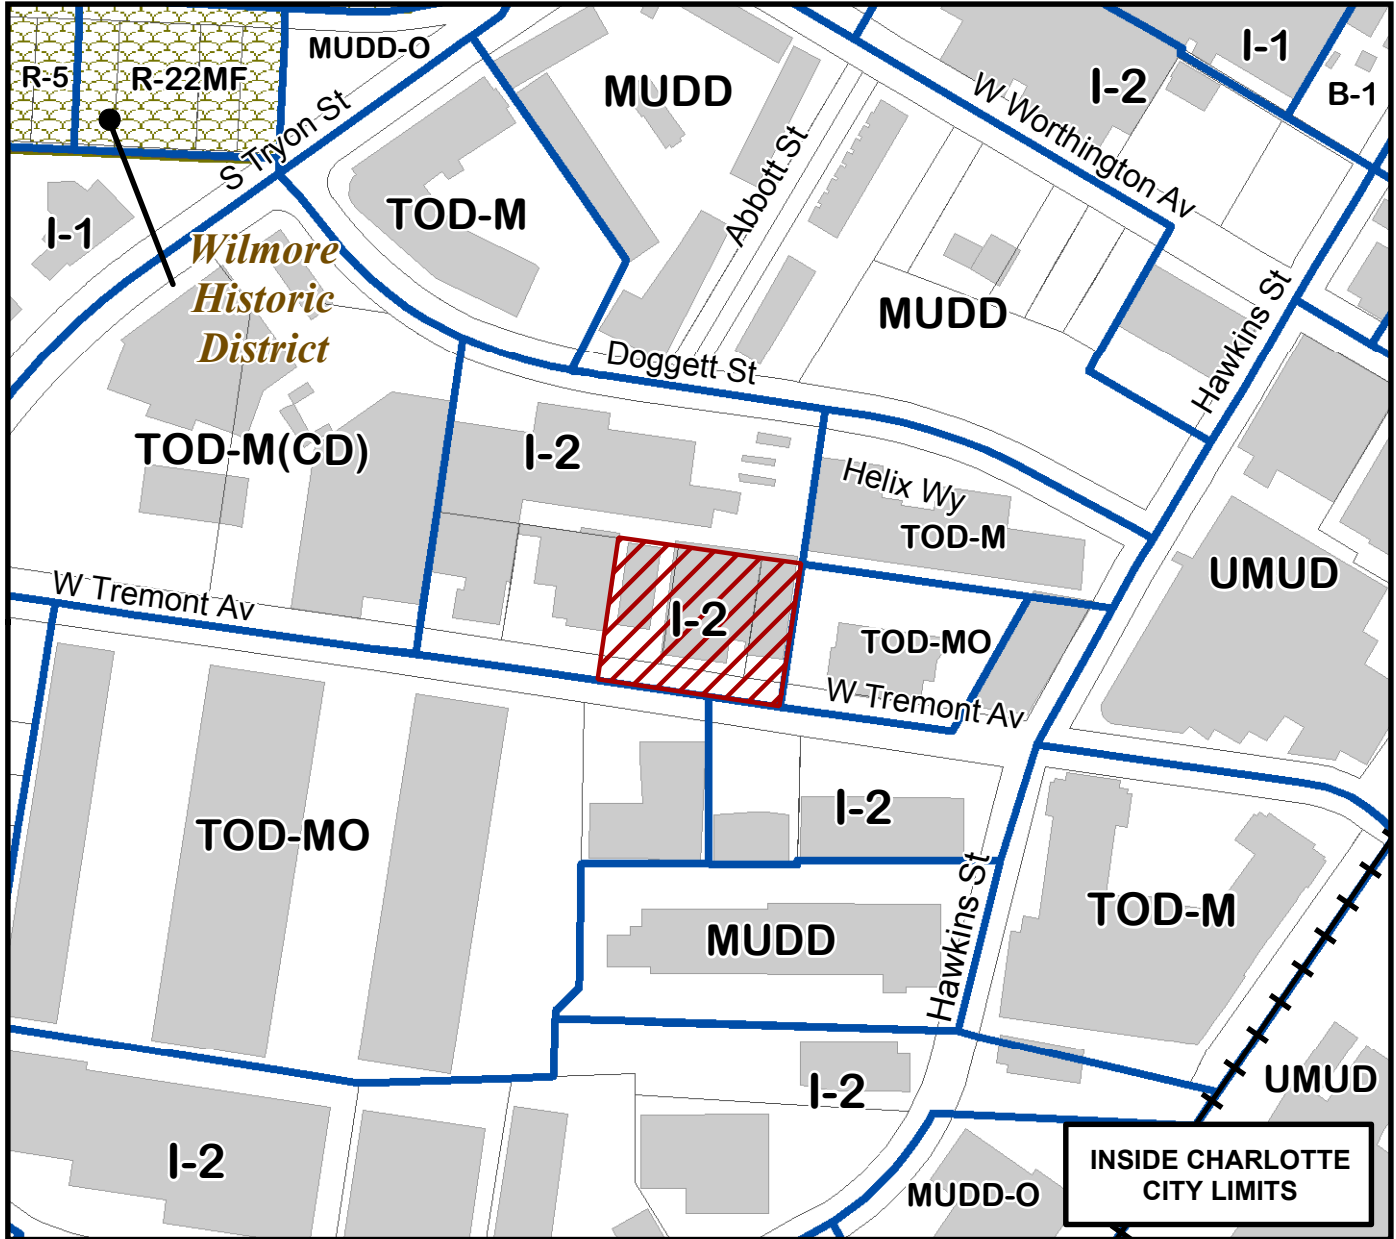 MUDD-O
I-1
R-5
R-22MF
MUDD
I-2
B-1
W Worthington Av
S Tryon St
Abbott St
TOD-M
I-1
Wilmore
Historic
District
MUDD
Hawkins St
Doggett St
TOD-M(CD)
I-2
Helix Wy
TOD-M
UMUD
W Tremont Av
I-2
TOD-MO
W Tremont Av
TOD-MO
I-2
TOD-M
MUDD
Hawkins St
I-2
UMUD
I-2
MUDD-O
INSIDE CHARLOTTE
CITY LIMITS